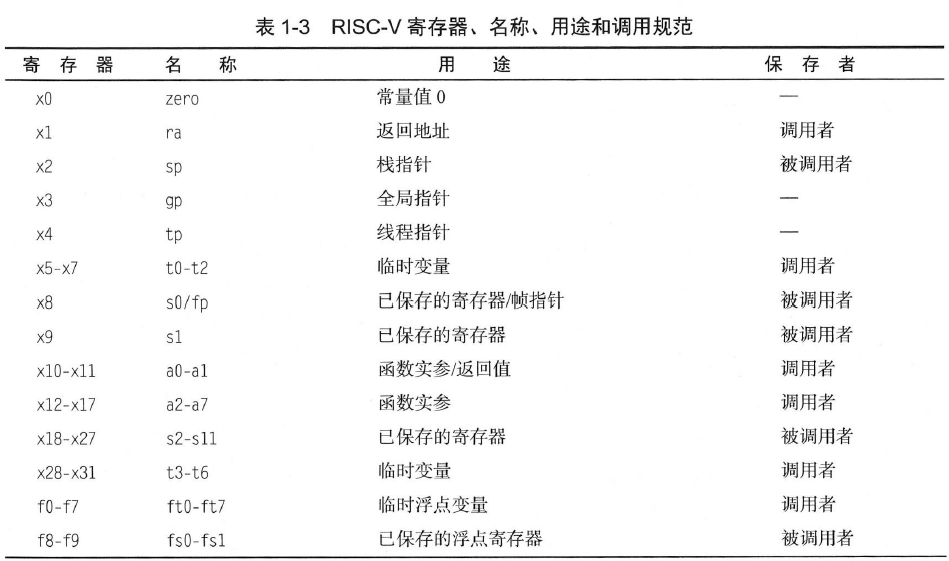 表 1-3 RISC-V 寄存器、名称、用途和调用规范
寄存器 名称 用途 保存者
x0 zero 常量值 0 —
x1 ra 返回地址 调用者
x2 sp 栈指针 被调用者
x3 gp 全局指针 —
x4 tp 线程指针 —
x5-x7 t0-t2 临时变量 调用者
x8 s0/fp 已保存的寄存器/帧指针 被调用者
x9 s1 已保存的寄存器 被调用者
x10-x11 a0-a1 函数实参/返回值 调用者
x12-x17 a2-a7 函数实参 调用者
x18-x27 s2-s11 已保存的寄存器 被调用者
x28-x31 t3-t6 临时变量 调用者
f0-f7 ft0-ft7 临时浮点变量 调用者
f8-f9 fs0-fs1 已保存的浮点寄存器 被调用者